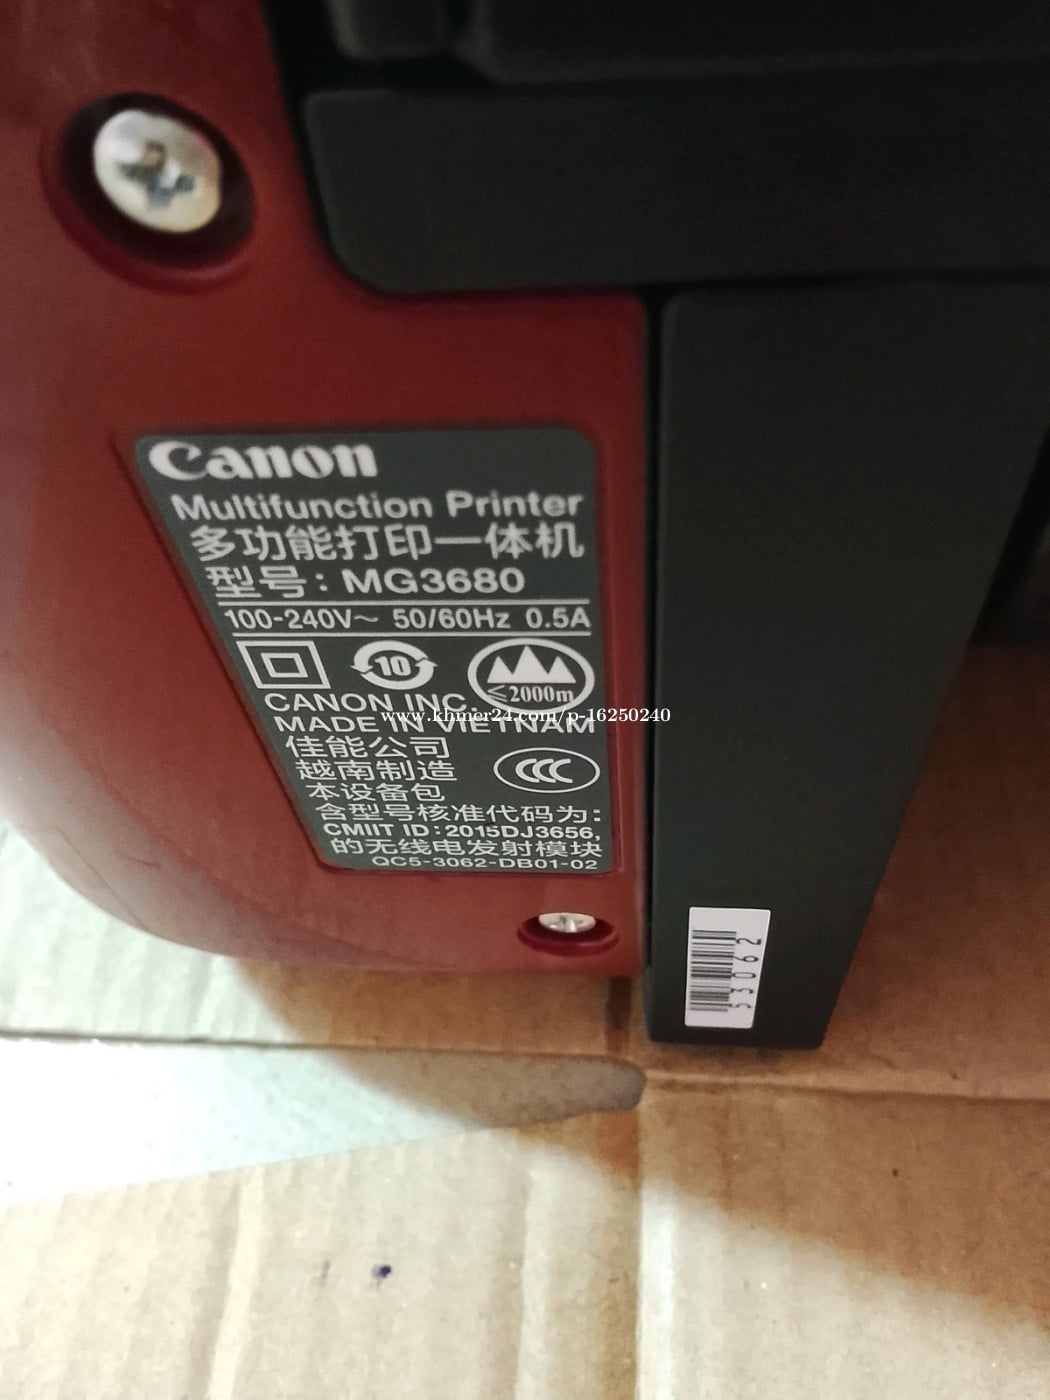 Canon
Multifunction Printer
多功能打印一体机
型号: MG3680
100-240V~ 50/60Hz 0.5A
10
≤2000m
CANON INC.
MADE IN VIETNAM
www.khmer24.com/p-16250240
佳能公司
越南制造
CCC
本设备包
含型号核准代码为:
CMIIT ID:2015DJ3656,
的无线电发射模块
QC5-3062-DB01-02
53062